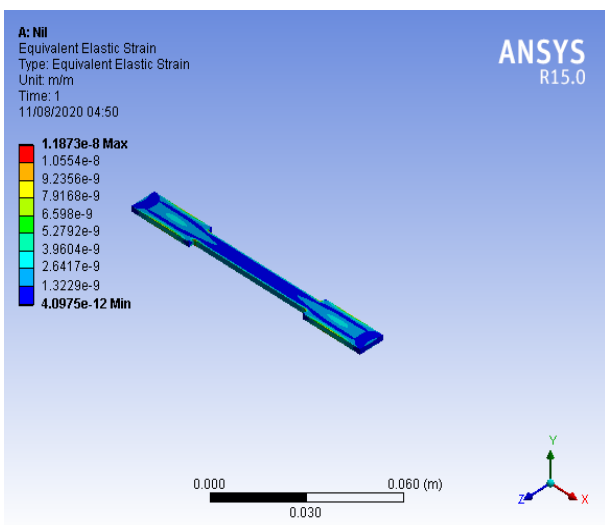 A: Nil
Equivalent Elastic Strain
Type: Equivalent Elastic Strain
Unit: m/m
Time: 1
11/08/2020 04:50
ANSYS
R15.0
1.1873e-8 Max
1.0554e-8
9.2356e-9
7.9168e-9
6.598e-9
5.2792e-9
3.9604e-9
2.6417e-9
1.3229e-9
4.0975e-12 Min
0.000
0.060 (m)
0.030
Y
Z
X